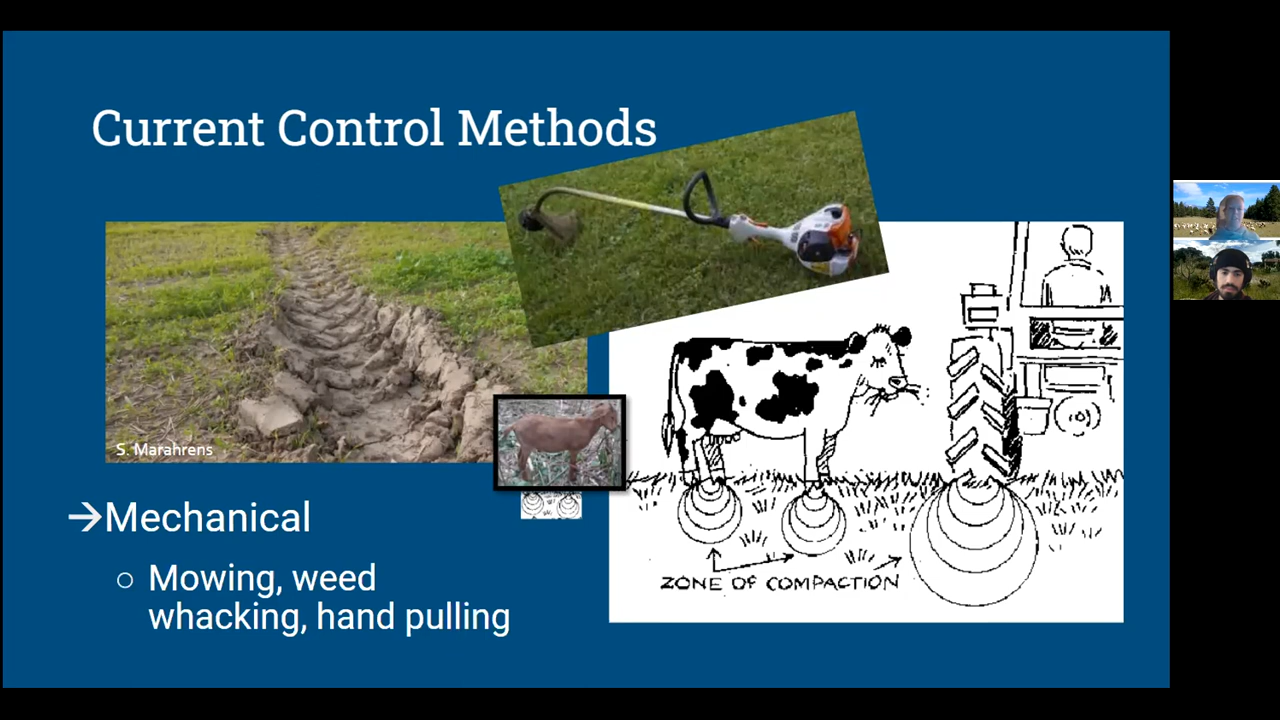 Current Control Methods
S. Marahrens
→Mechanical
○ Mowing, weed
whacking, hand pulling
ZONE OF COMPACTION